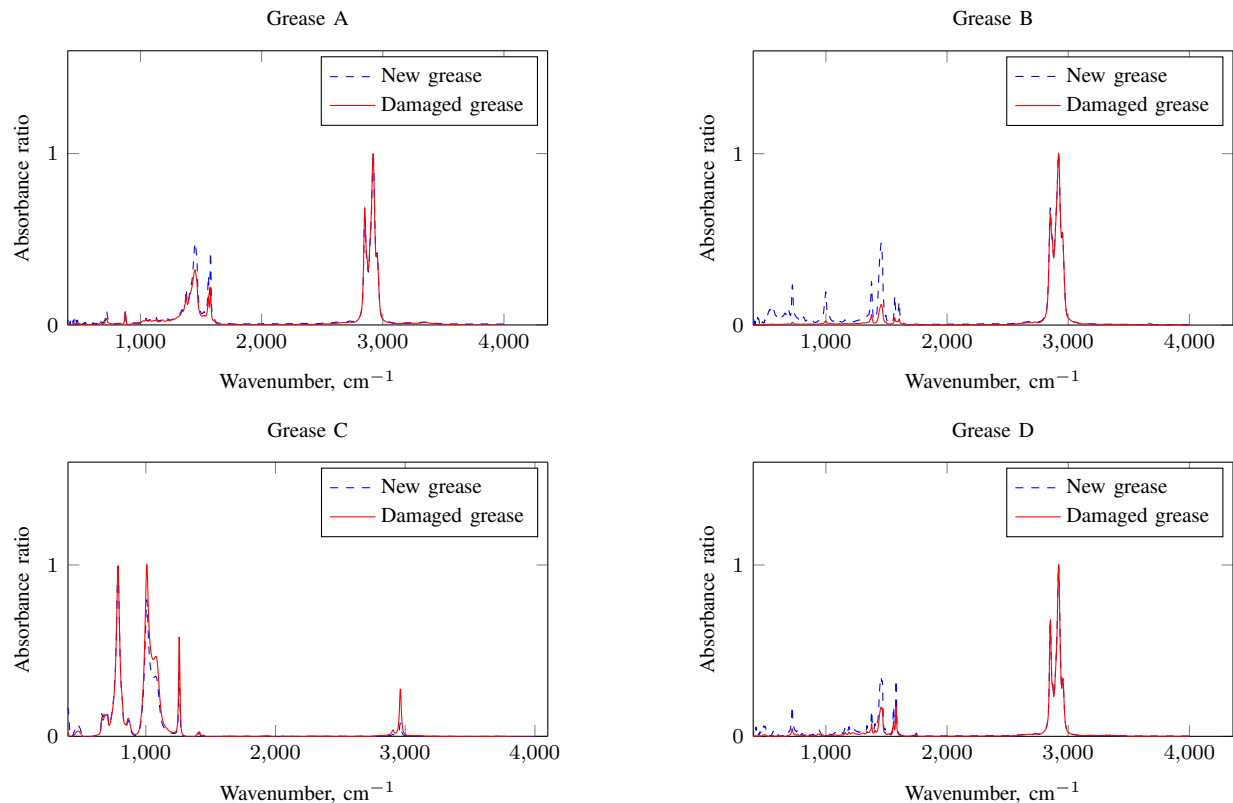 Grease A
New grease
Damaged grease
Absorbance ratio
1
0
1,000 2,000 3,000 4,000
Wavenumber, cm−1
Grease B
New grease
Damaged grease
Absorbance ratio
1
0
1,000 2,000 3,000 4,000
Wavenumber, cm−1
Grease C
New grease
Damaged grease
Absorbance ratio
1
0
1,000 2,000 3,000 4,000
Wavenumber, cm−1
Grease D
New grease
Damaged grease
Absorbance ratio
1
0
1,000 2,000 3,000 4,000
Wavenumber, cm−1